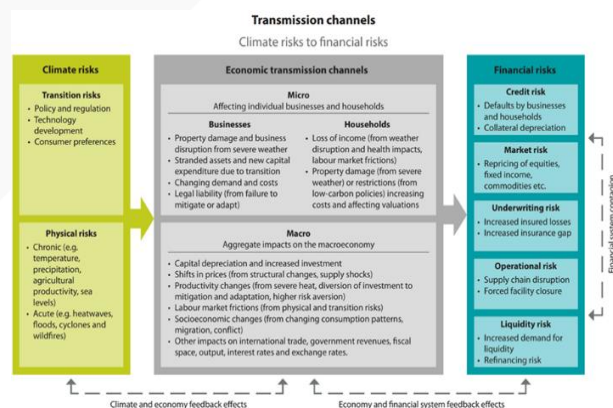 Transmission channels
Climate risks to financial risks
Climate risks
Transition risks
• Policy and regulation
• Technology
development
• Consumer preferences
Physical risks
• Chronic (e.g.
temperature,
precipitation,
agricultural
productivity, sea
levels)
• Acute (e.g. heatwaves,
floods, cyclones and
wildfires)
Economic transmission channels
Micro
Affecting individual businesses and households
Businesses
• Property damage and business
disruption from severe weather
• Stranded assets and new capital
expenditure due to transition
• Changing demand and costs
• Legal liability (from failure to
mitigate or adapt)
Households
• Loss of income (from weather
disruption and health impacts,
labour market frictions)
• Property damage (from severe
weather) or restrictions (from
low-carbon policies) increasing
costs and affecting valuations
Macro
Aggregate impacts on the macroeconomy
• Capital depreciation and increased investment
• Shifts in prices (from structural changes, supply shocks)
• Productivity changes (from severe heat, diversion of investment to
mitigation and adaptation, higher risk aversion)
• Labour market frictions (from physical and transition risks)
• Socioeconomic changes (from changing consumption patterns,
migration, conflict)
• Other impacts on international trade, government revenues, fiscal
space, output, interest rates and exchange rates.
Financial risks
Credit risk
• Defaults by businesses
and households
• Collateral depreciation
Market risk
• Repricing of equities,
fixed income,
commodities etc.
Underwriting risk
• Increased insured losses
• Increased insurance gap
Operational risk
• Supply chain disruption
• Forced facility closure
Liquidity risk
• Increased demand for
liquidity
• Refinancing risk
Financial system contagion
Climate and economy feedback effects
Economy and financial system feedback effects